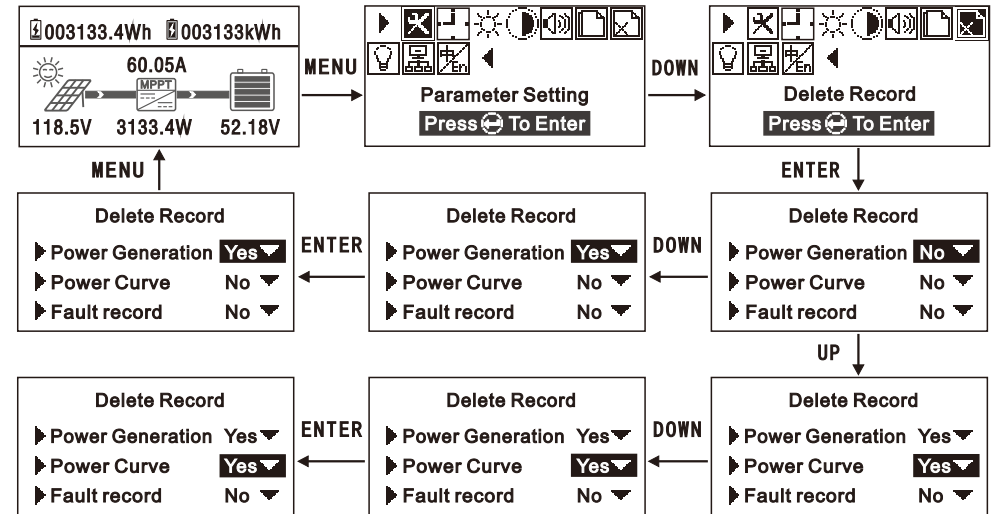 003133.4Wh 003133kWh
60.05A
MPPT
118.5V 3133.4W 52.18V
MENU
中/En
Parameter Setting
Press To Enter
DOWN
中/En
Delete Record
Press To Enter
MENU
ENTER
Delete Record
Power Generation Yes
Power Curve No
Fault record No
ENTER
Delete Record
Power Generation Yes
Power Curve No
Fault record No
DOWN
Delete Record
Power Generation No
Power Curve No
Fault record No
UP
Delete Record
Power Generation Yes
Power Curve Yes
Fault record No
ENTER
Delete Record
Power Generation Yes
Power Curve Yes
Fault record No
DOWN
Delete Record
Power Generation Yes
Power Curve Yes
Fault record No